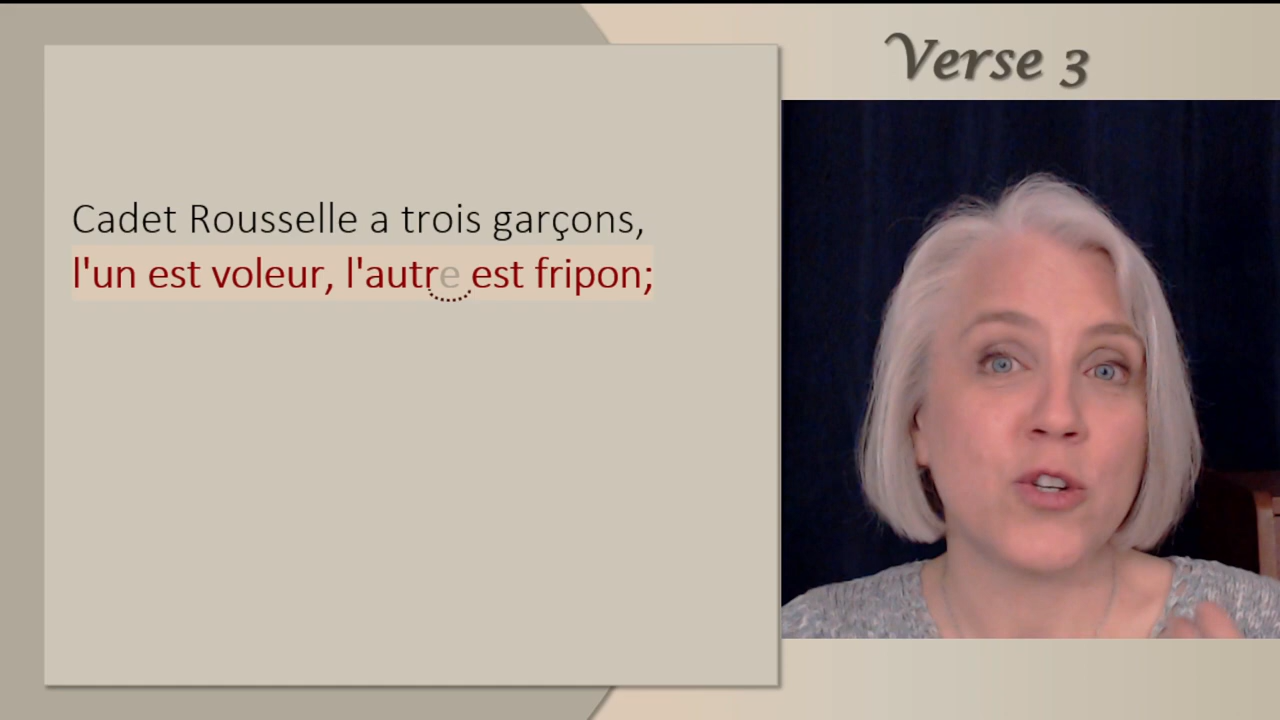 Verse 3
Cadet Rousselle a trois garçons,
l'un est voleur, l'autre est fripon;